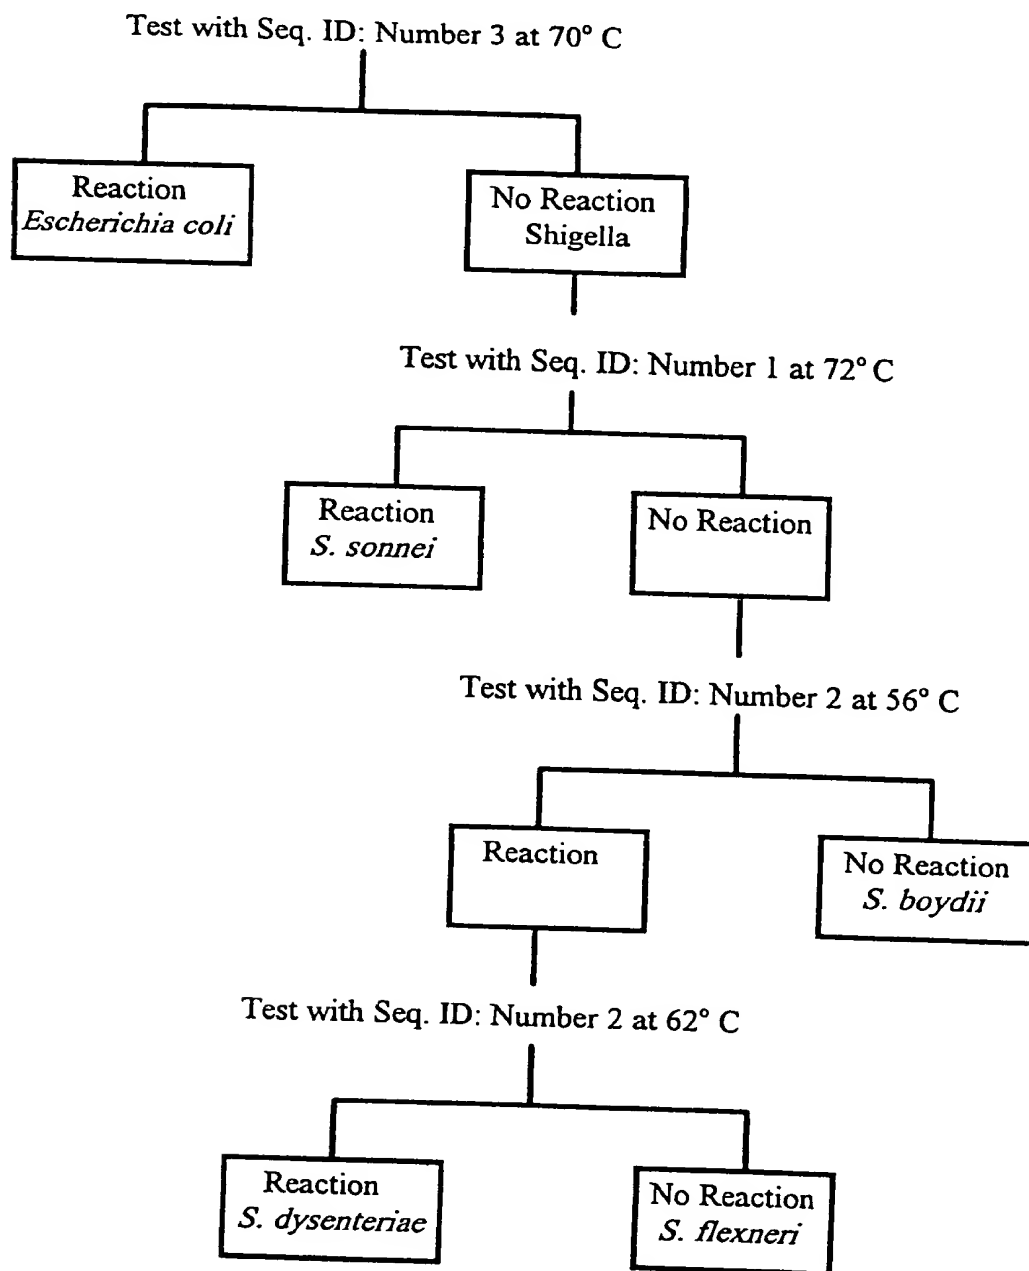 Test with Seq. ID: Number 3 at 70° C
Reaction
Escherichia coli
No Reaction
Shigella
Test with Seq. ID: Number 1 at 72° C
Reaction
S. sonnei
No Reaction
Test with Seq. ID: Number 2 at 56° C
Reaction
No Reaction
S. boydii
Test with Seq. ID: Number 2 at 62° C
Reaction
S. dysenteriae
No Reaction
S. flexneri